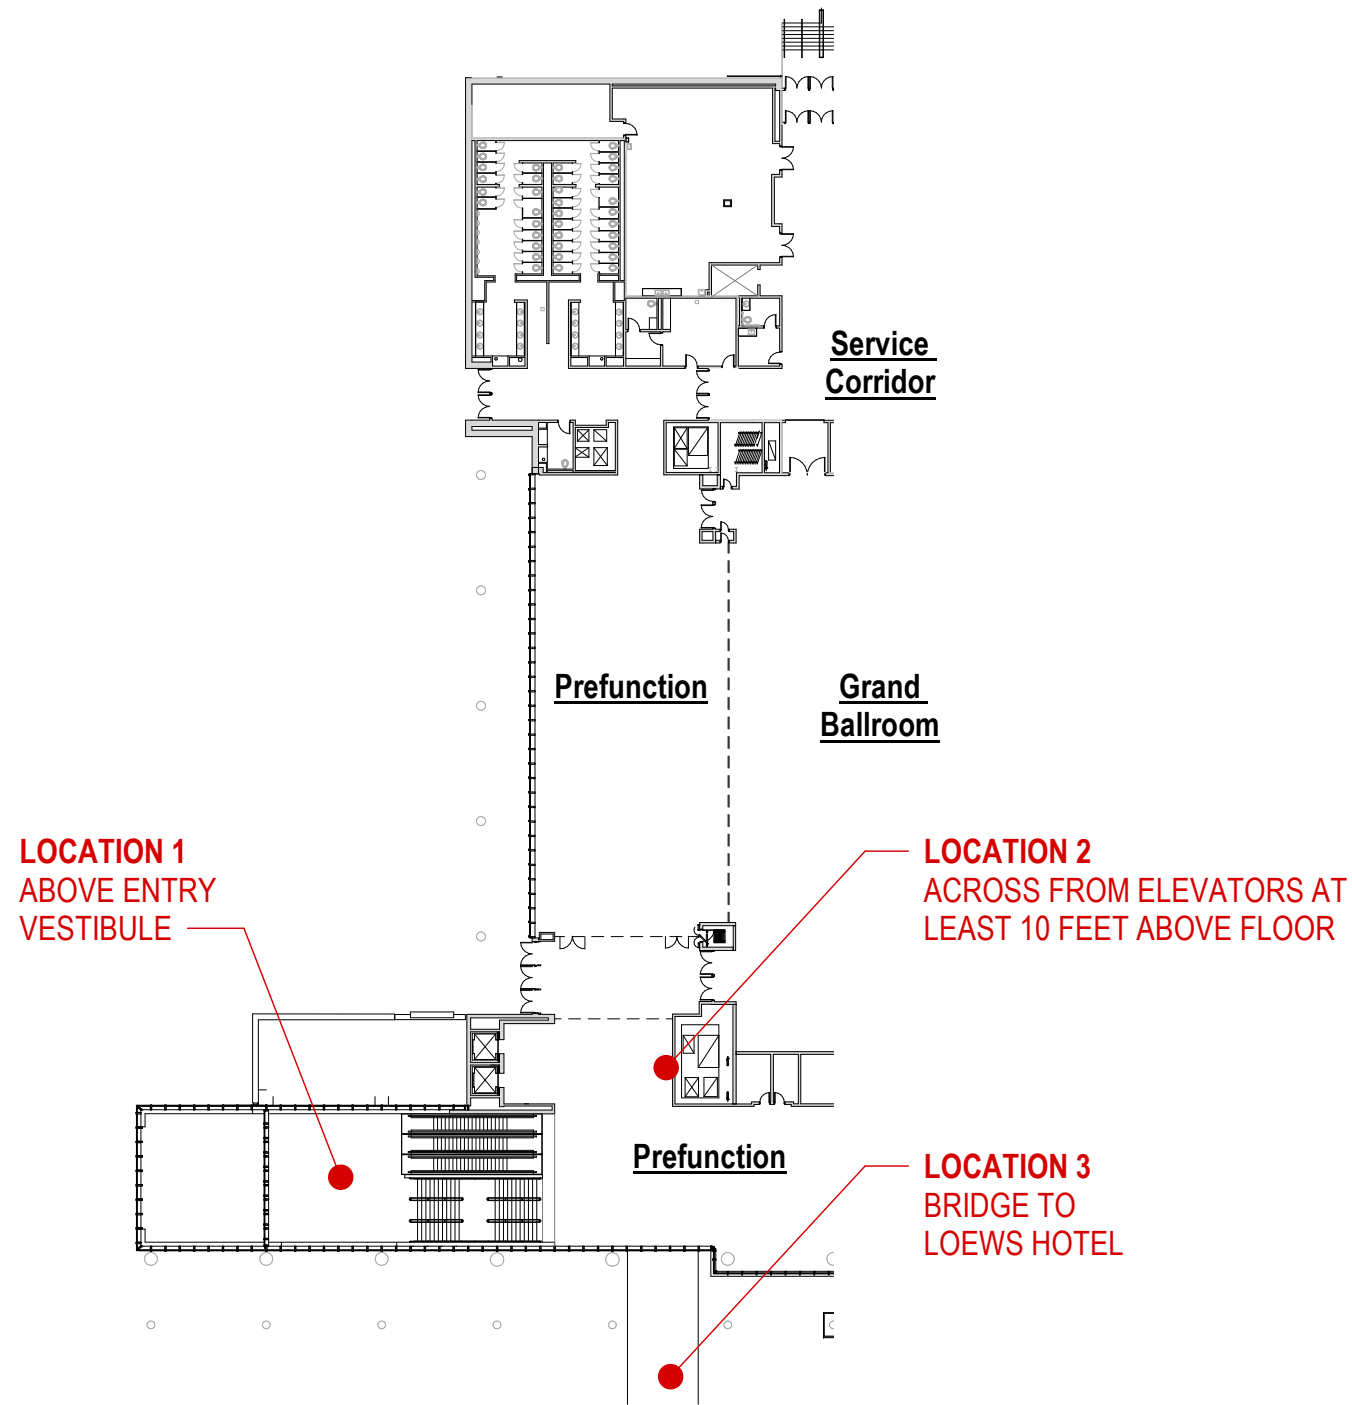 Service
Corridor
Prefunction
Grand
Ballroom
LOCATION 1
ABOVE ENTRY
VESTIBULE
LOCATION 2
ACROSS FROM ELEVATORS AT
LEAST 10 FEET ABOVE FLOOR
Prefunction
LOCATION 3
BRIDGE TO
LOEWS HOTEL